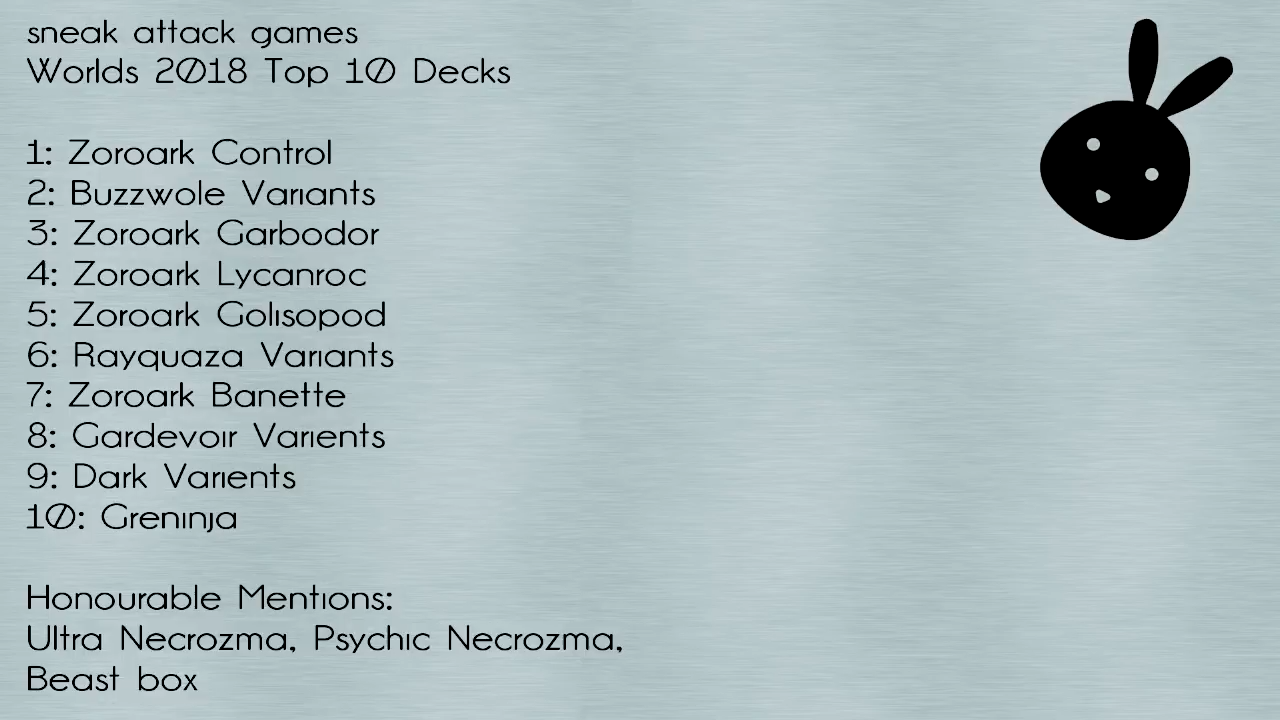 sneak attack games
Worlds 2018 Top 10 Decks
1: Zoroark Control
2: Buzzwole Variants
3: Zoroark Garbodor
4: Zoroark Lycanroc
5: Zoroark Golisopod
6: Rayquaza Variants
7: Zoroark Banette
8: Gardevoir Varients
9: Dark Varients
10: Greninja
Honourable Mentions:
Ultra Necrozma, Psychic Necrozma,
Beast box